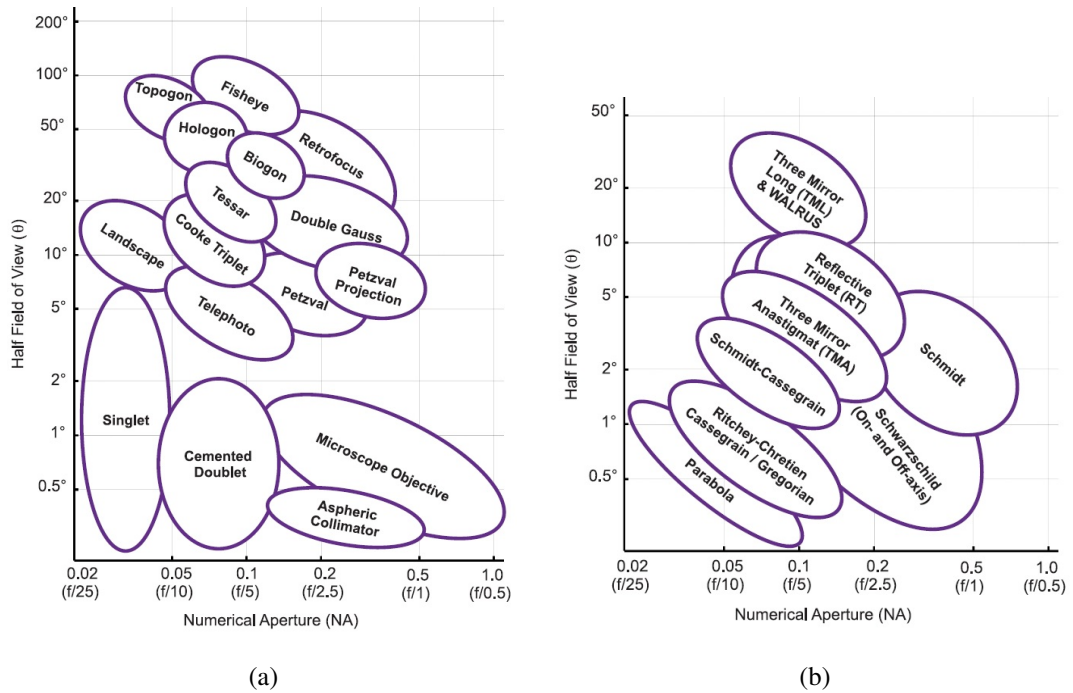 200°
100°
50°
20°
10°
5°
2°
1°
0.5°
Half Field of View (θ)
Topogon
Fisheye
Hologon
Retrofocus
Biogon
Tessar
Double Gauss
Landscape
Cooke Triplet
Petzval
Projection
Petzval
Telephoto
Singlet
Cemented
Doublet
Microscope Objective
Aspheric
Collimator
0.02
(f/25)
0.05
(f/10)
0.1
(f/5)
0.2
(f/2.5)
0.5
(f/1)
1.0
(f/0.5)
Numerical Aperture (NA)
(a)
50°
20°
10°
5°
2°
1°
0.5°
Half Field of View (θ)
Three Mirror
Long (TML)
& WALRUS
Reflective
Triplet (RT)
Three Mirror
Anastigmat (TMA)
Schmidt
Schmidt-Cassegrain
Schwarzschild
(On- and Off-axis)
Ritchey-Chretien
Cassegrain / Gregorian
Parabola
0.02
(f/25)
0.05
(f/10)
0.1
(f/5)
0.2
(f/2.5)
0.5
(f/1)
1.0
(f/0.5)
Numerical Aperture (NA)
(b)